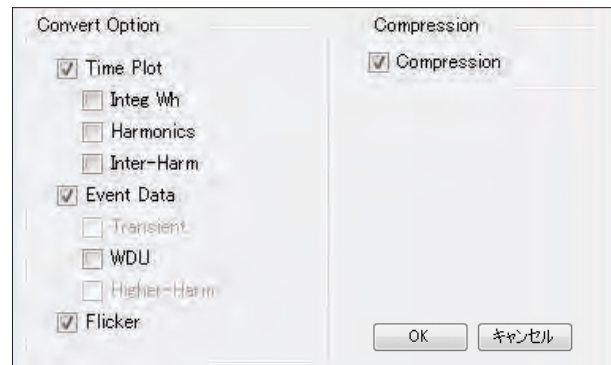 Convert Option
Time Plot
Integ Wh
Harmonics
Inter-Harm
Event Data
Transient
WDU
Higher-Harm
Flicker
Compression
Compression
OK
キャンセル